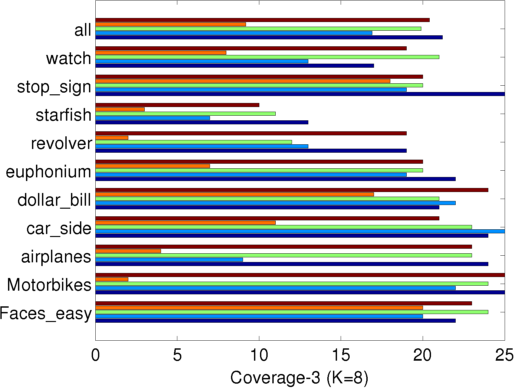 all
watch
stop_sign
starfish
revolver
euphonium
dollar_bill
car_side
airplanes
Motorbikes
Faces_easy
0 5 10 15 20 25
Coverage-3 (K=8)